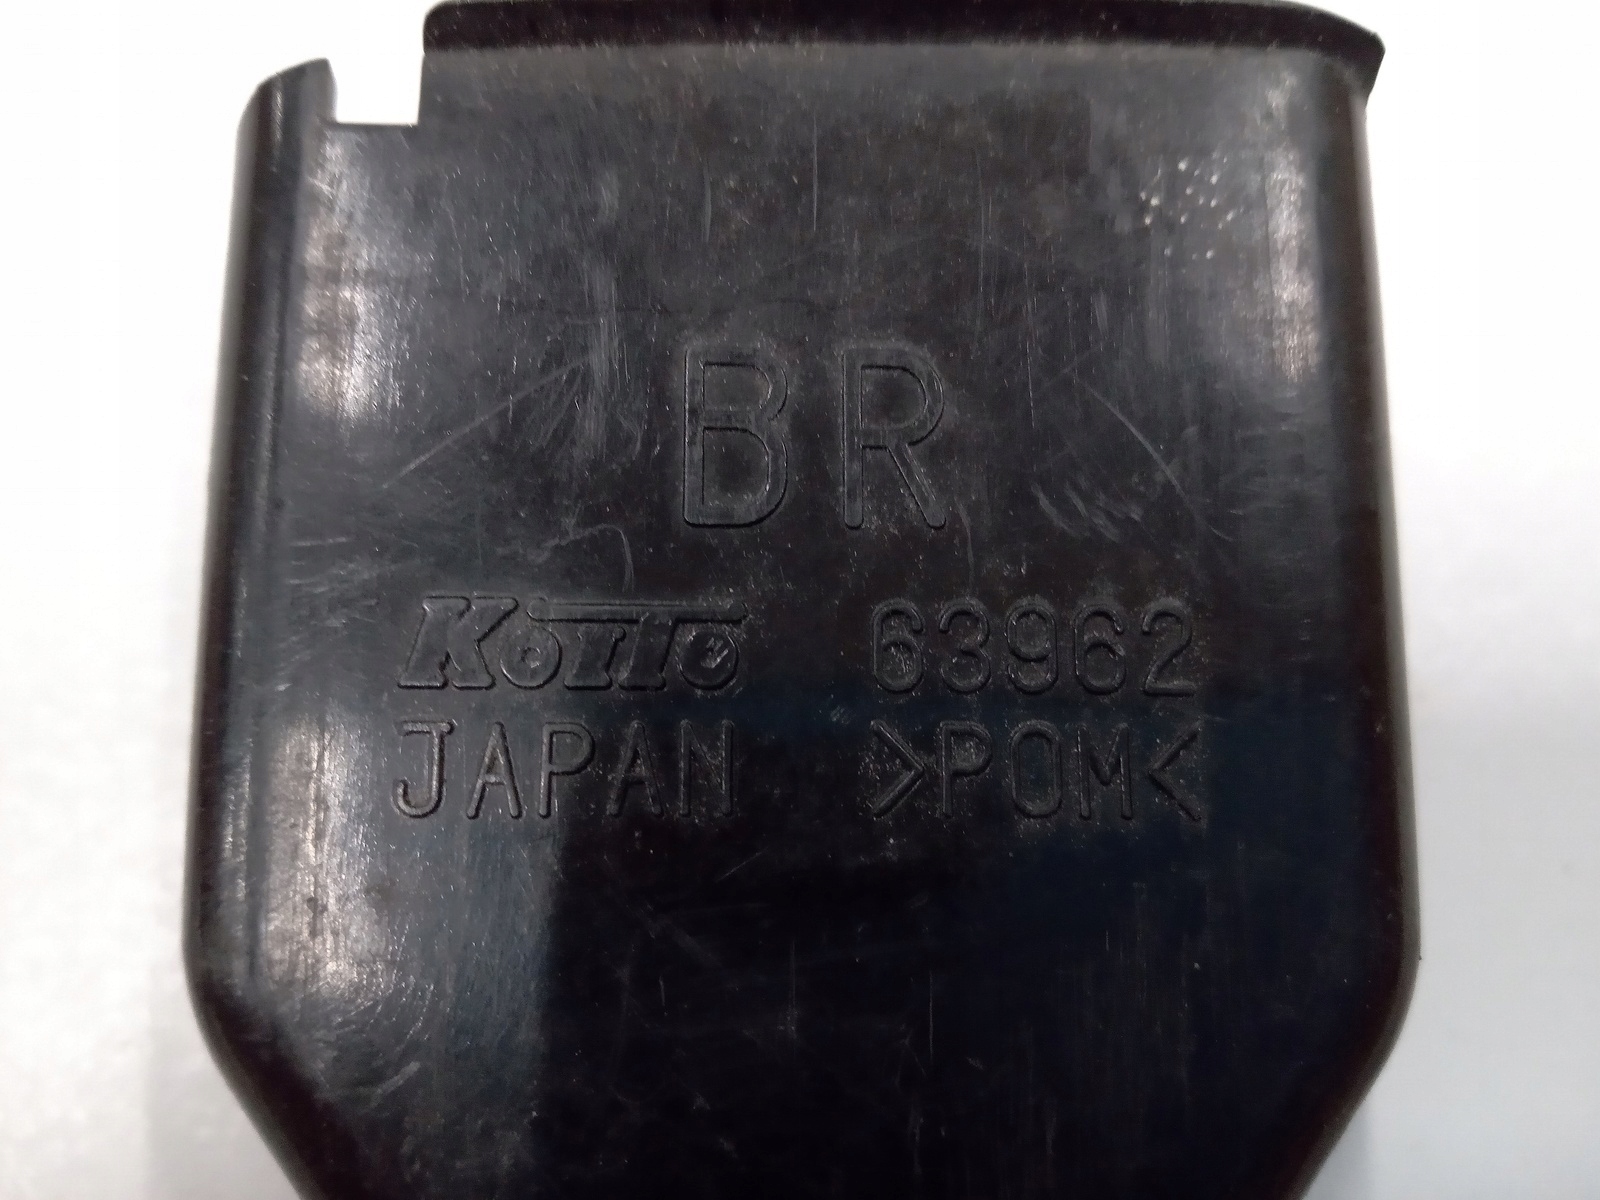 BR
KOITO 63962
JAPAN >POM<